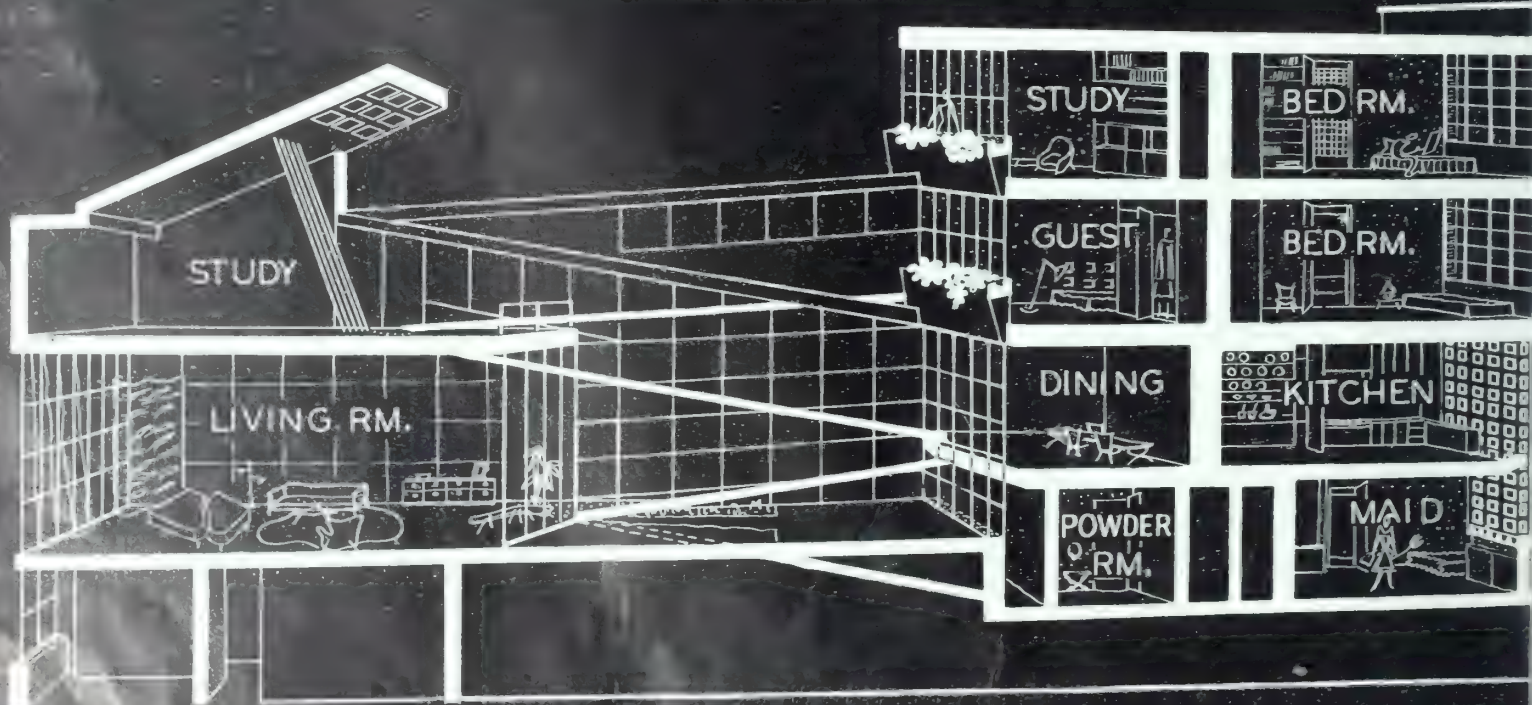 STUDY
BED RM.
GUEST
BED RM.
STUDY
LIVING RM.
DINING
KITCHEN
POWDER
RM.
MAID